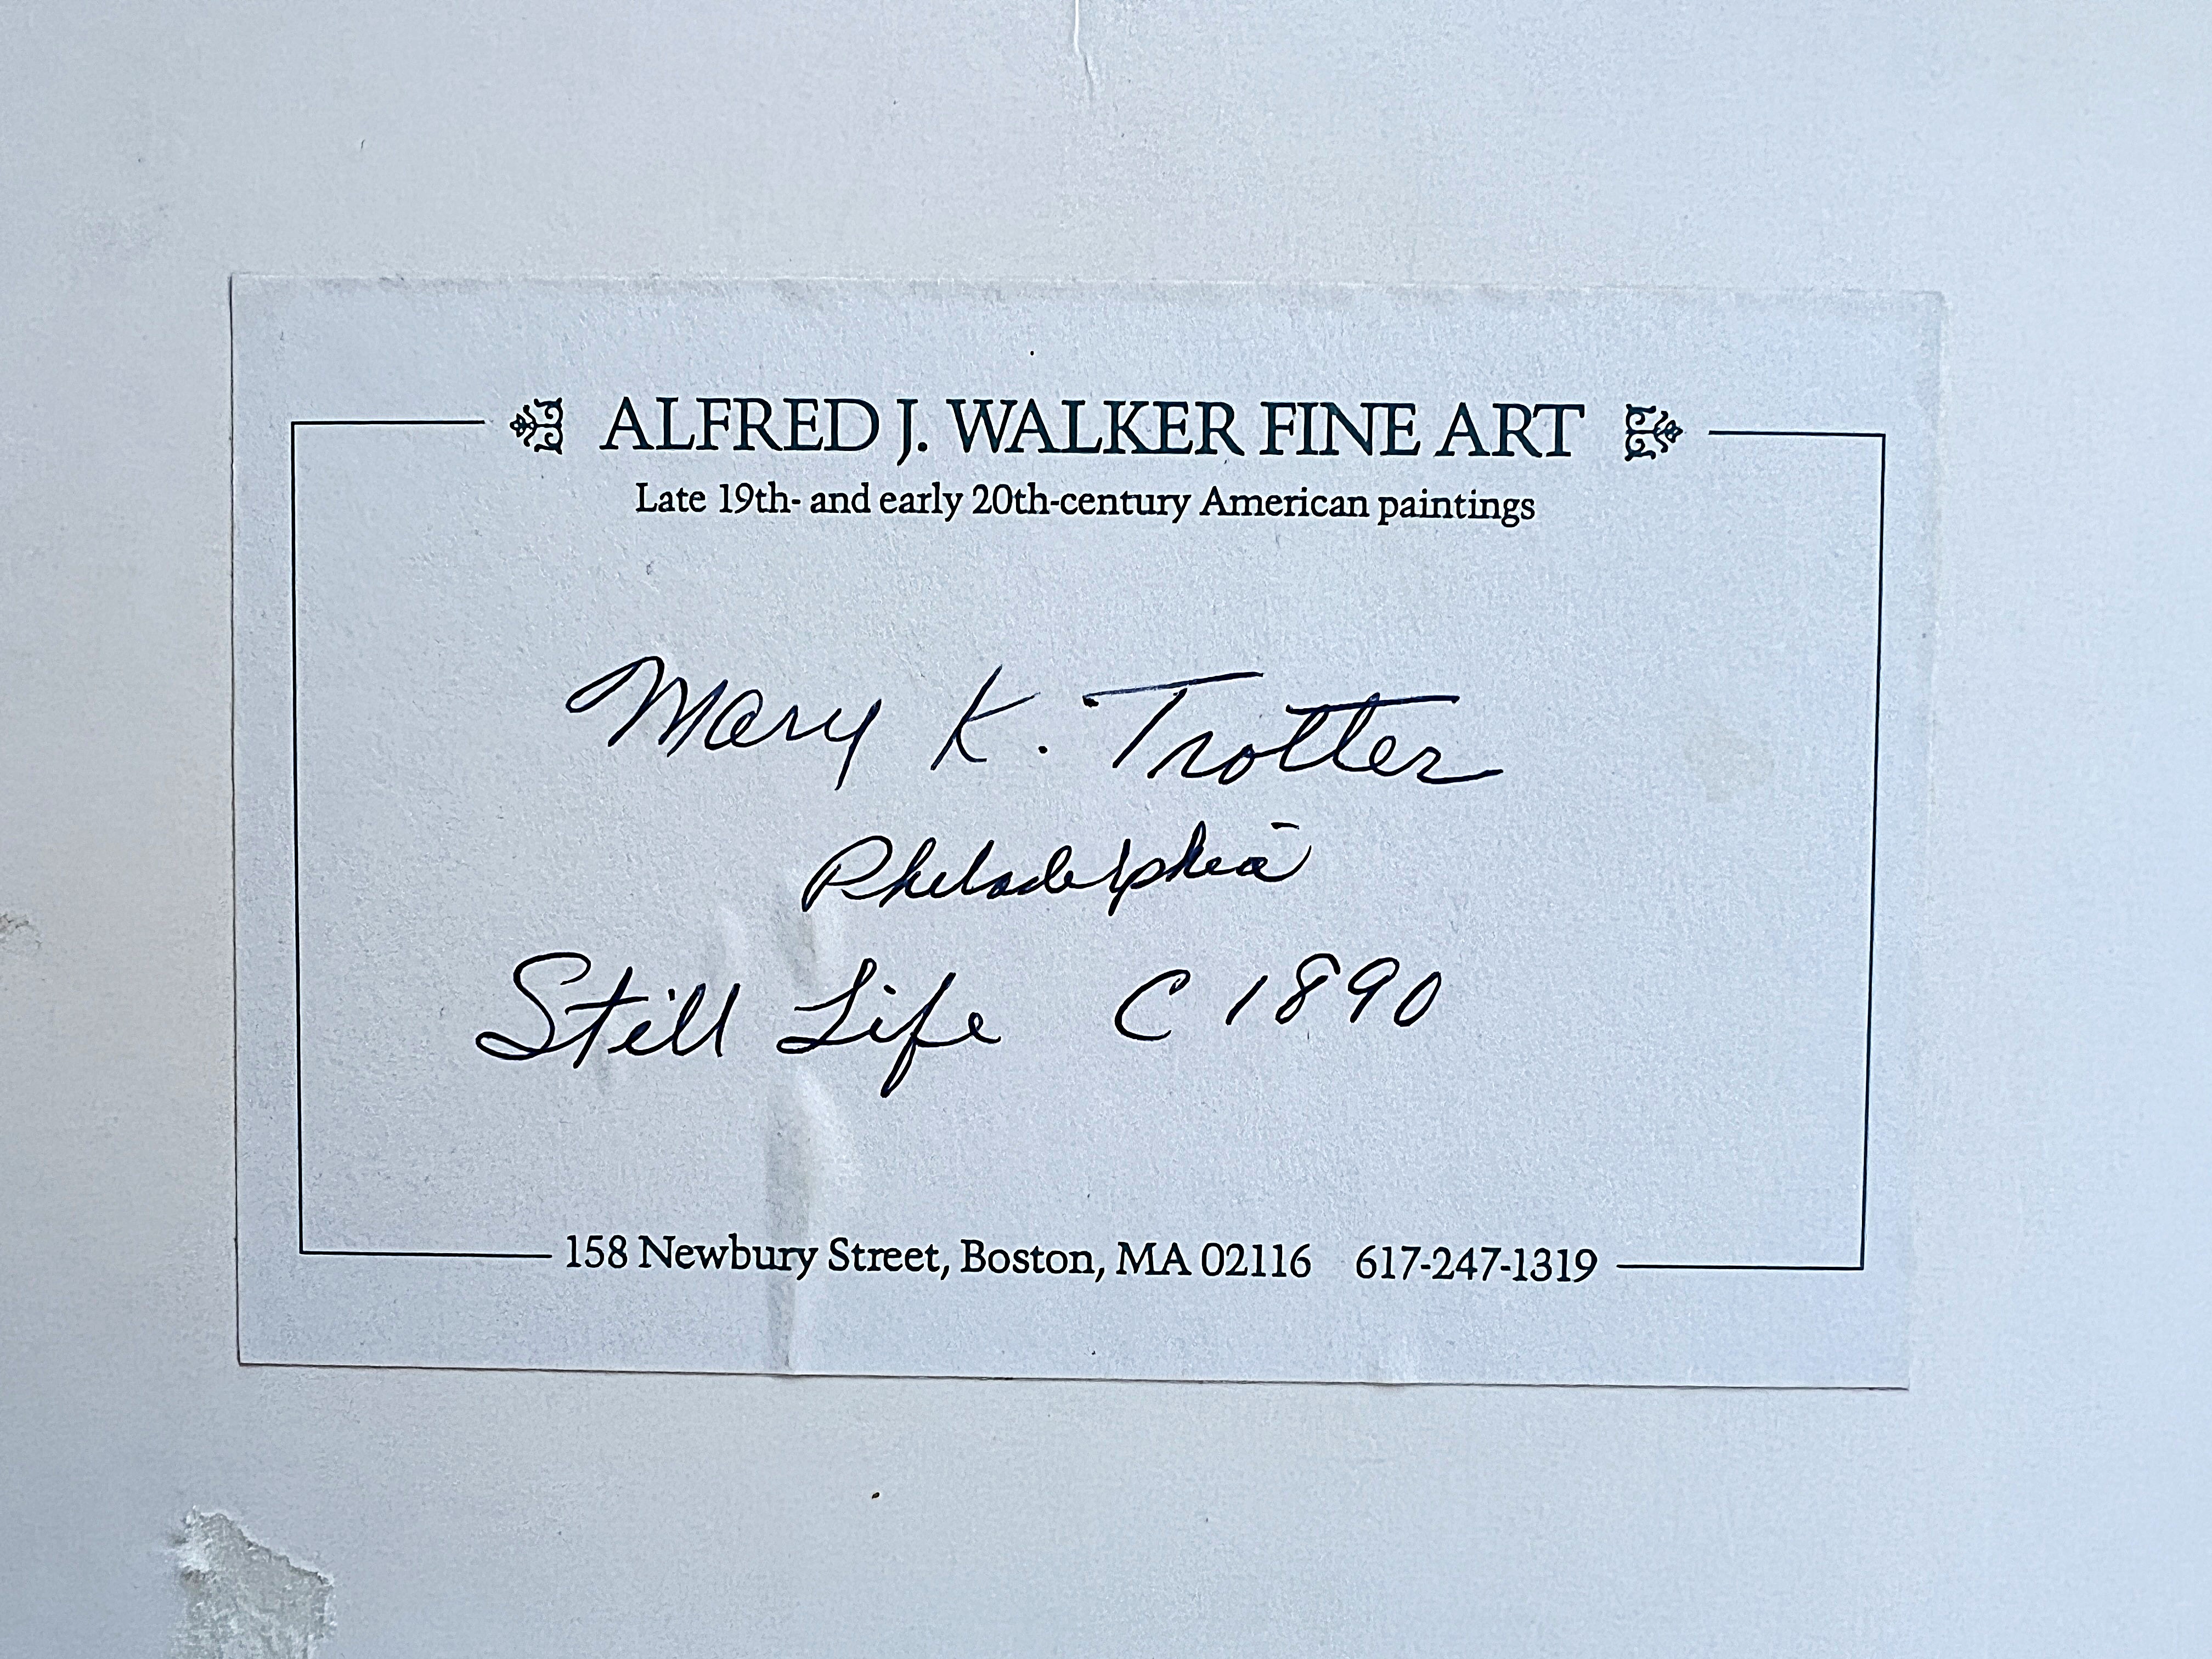 ALFRED J. WALKER FINE ART
Late 19th- and early 20th-century American paintings
Mary K. Trotter
Philadelphia
Still Life C 1890
158 Newbury Street, Boston, MA 02116 617-247-1319